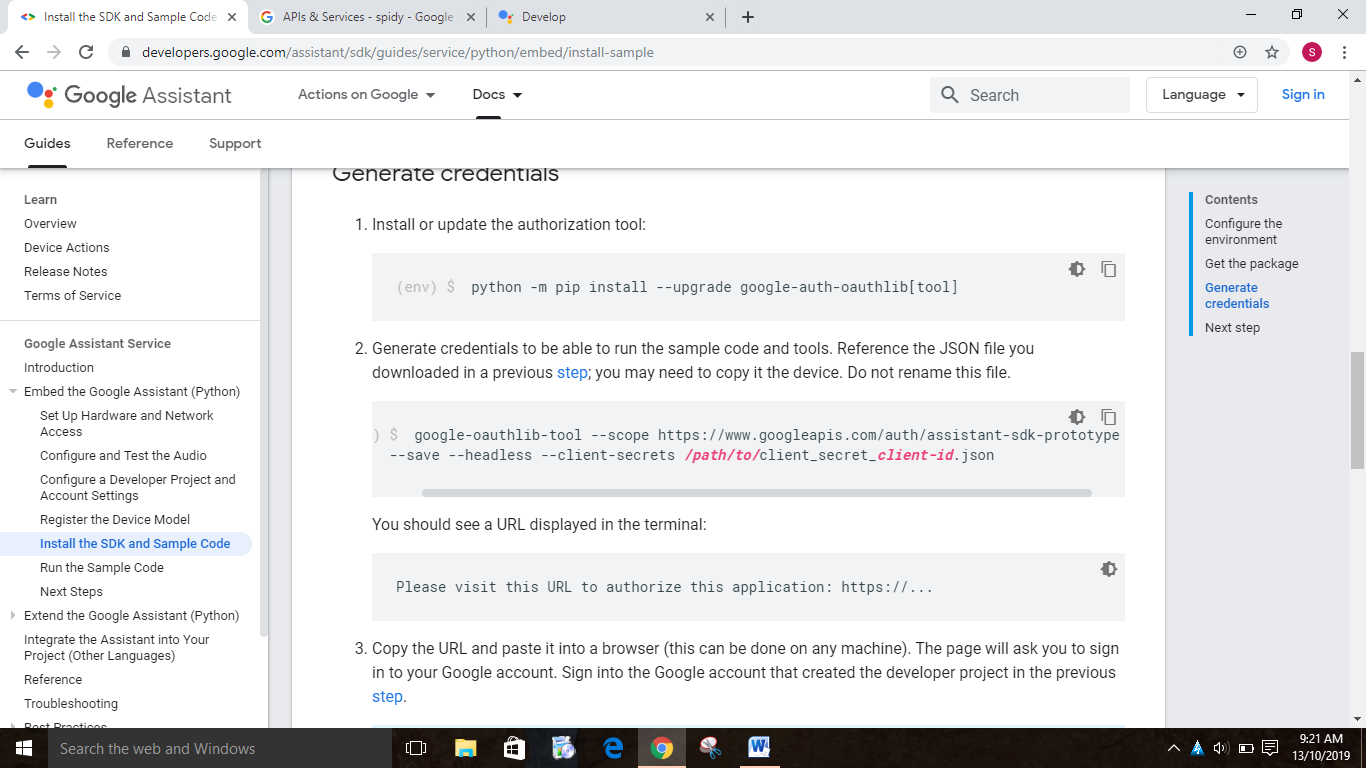 Install the SDK and Sample Code
APIs & Services - spidy - Google
Develop
developers.google.com/assistant/sdk/guides/service/python/embed/install-sample
S
Google Assistant
Actions on Google
Docs
Search
Language
Sign in
Guides
Reference
Support
Learn
Overview
Device Actions
Release Notes
Terms of Service
Google Assistant Service
Introduction
Embed the Google Assistant (Python)
Set Up Hardware and Network
Access
Configure and Test the Audio
Configure a Developer Project and
Account Settings
Register the Device Model
Install the SDK and Sample Code
Run the Sample Code
Next Steps
Extend the Google Assistant (Python)
Integrate the Assistant into Your
Project (Other Languages)
Reference
Troubleshooting
Best Practices
Generate credentials
1. Install or update the authorization tool:
(env) $ python -m pip install --upgrade google-auth-oauthlib[tool]
2. Generate credentials to be able to run the sample code and tools. Reference the JSON file you
downloaded in a previous step; you may need to copy it the device. Do not rename this file.
) $ google-oauthlib-tool --scope https://www.googleapis.com/auth/assistant-sdk-prototype
--save --headless --client-secrets /path/to/client_secret_client-id.json
You should see a URL displayed in the terminal:
Please visit this URL to authorize this application: https://...
3. Copy the URL and paste it into a browser (this can be done on any machine). The page will ask you to sign
in to your Google account. Sign into the Google account that created the developer project in the previous
step.
Contents
Configure the
environment
Get the package
Generate
credentials
Next step
Search the web and Windows
9:21 AM
13/10/2019